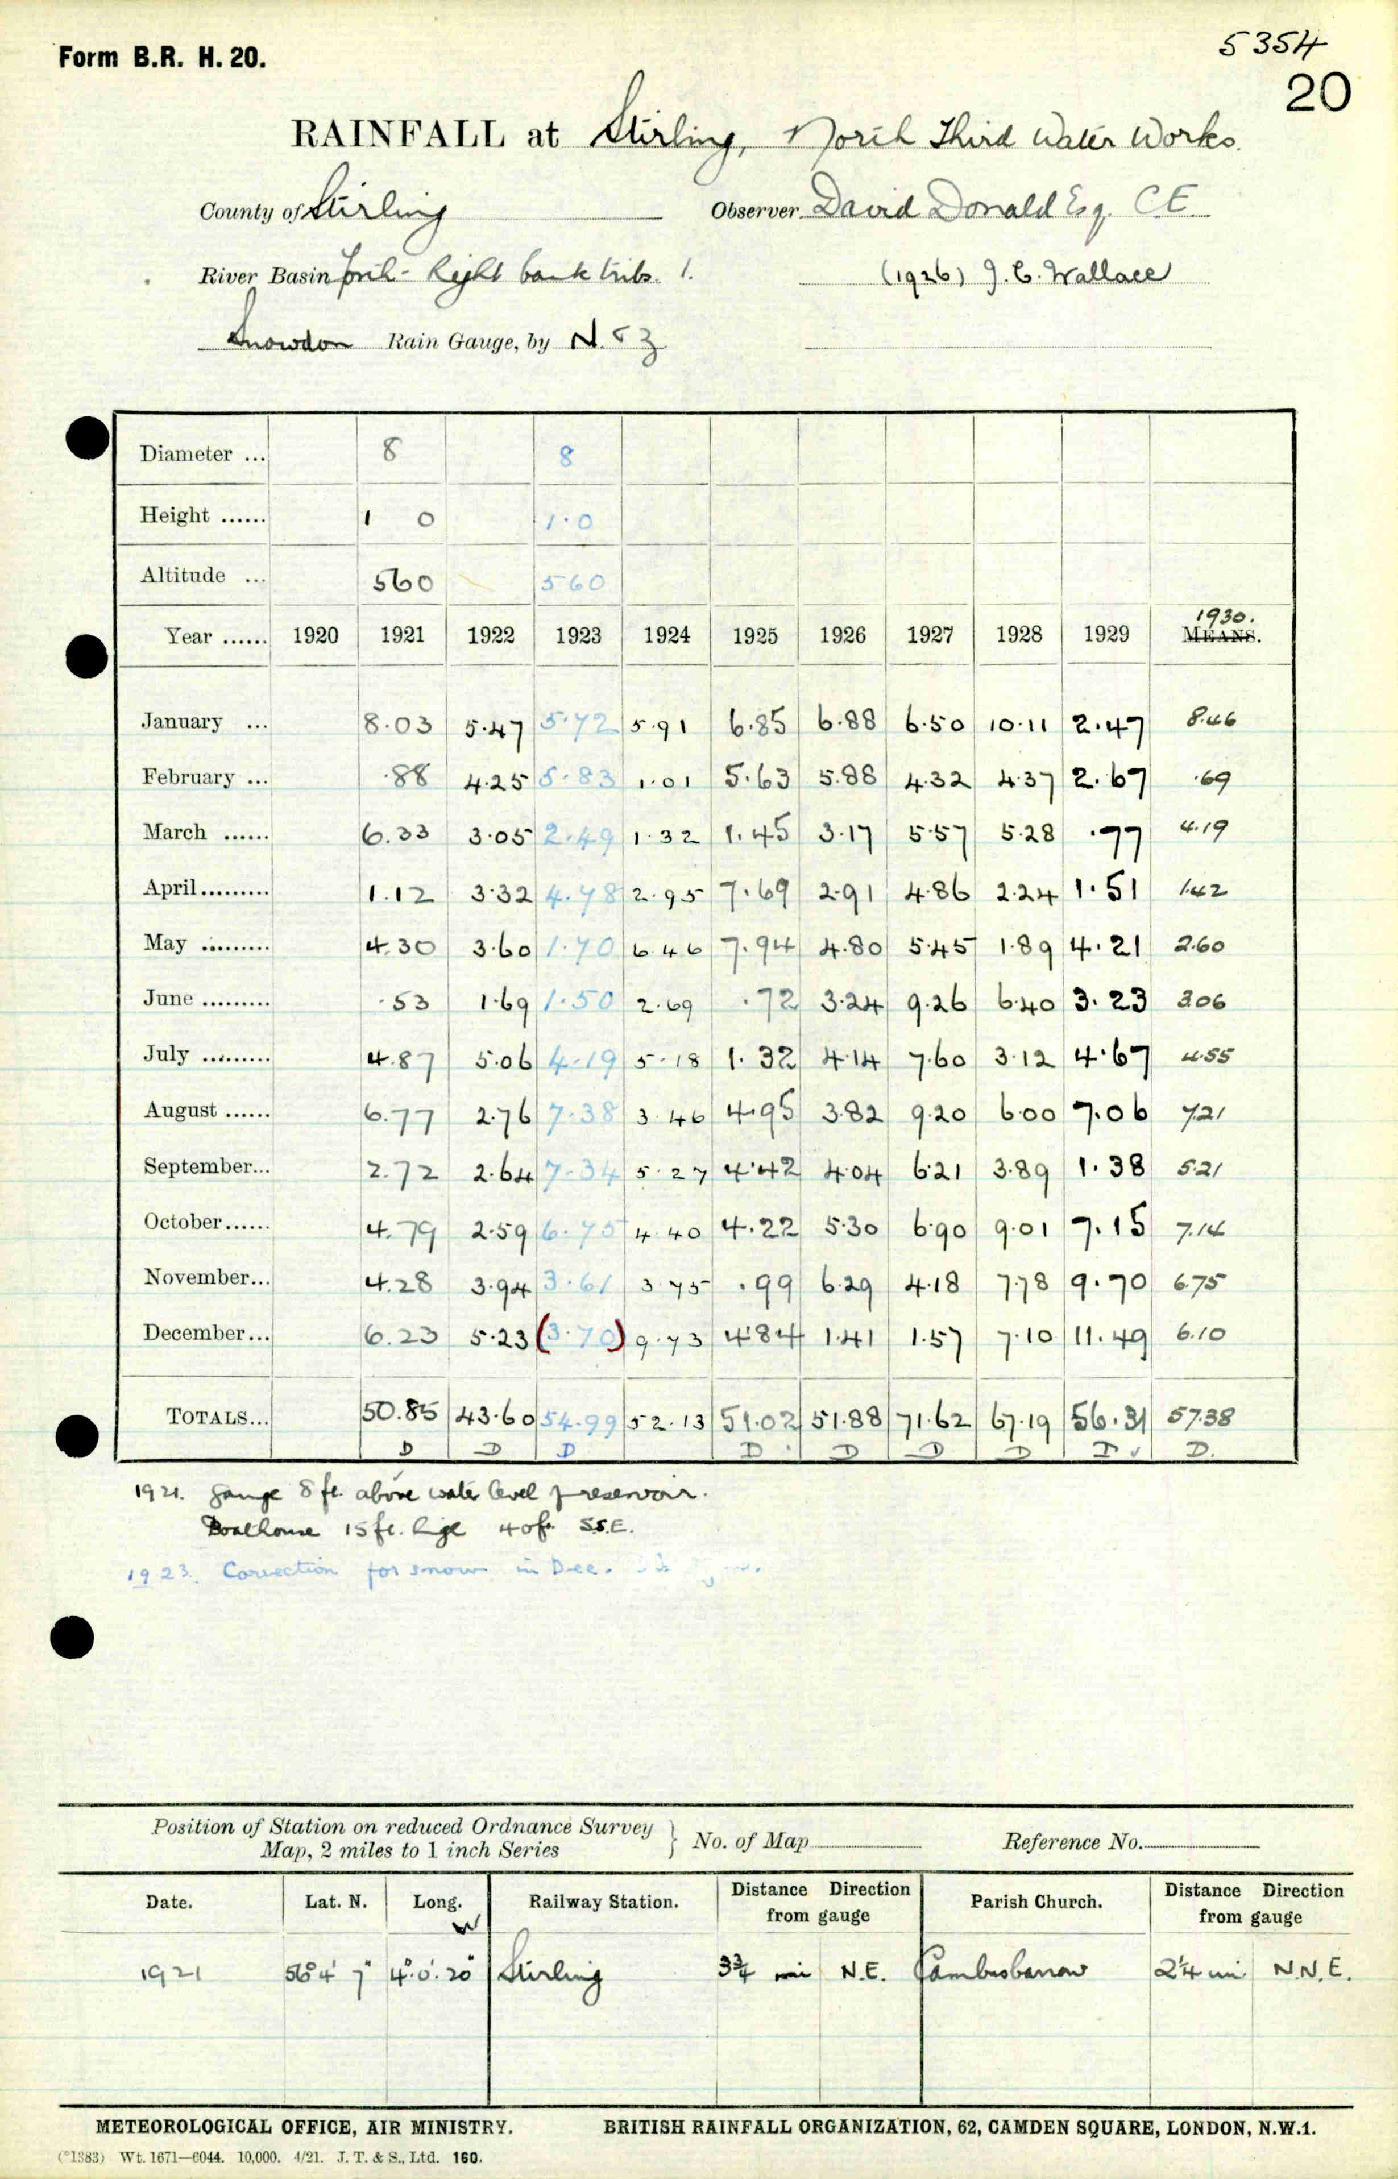 Form B.R. H. 20.
5354
20
RAINFALL at Stirling, North Third Water Works.
County of Stirling Observer David Donald Esq. C.E.
River Basin Forth - Right bank tribs. 1. (1926) J. C. Wallace
Snowdon Rain Gauge, by N. & Z
Diameter ... 8 8
Height ...... 1 0 1.0
Altitude ... 560 560
Year ...... 1920 1921 1922 1923 1924 1925 1926 1927 1928 1929 1930. MEANS.
January ... 8.03 5.47 5.72 5.91 6.85 6.88 6.50 10.11 2.47 8.46
February ... .88 4.25 5.83 1.01 5.63 5.88 4.32 4.37 2.67 .69
March ...... 6.33 3.05 2.49 1.32 1.45 3.17 5.57 5.28 .77 4.19
April......... 1.12 3.32 4.78 2.95 7.69 2.91 4.86 2.24 1.51 1.42
May ......... 4.30 3.60 1.70 6.46 7.94 4.80 5.45 1.89 4.21 2.60
June ......... .53 1.69 1.50 2.69 .72 3.24 9.26 6.40 3.23 3.06
July ......... 4.87 5.06 4.19 5.18 1.32 4.14 7.60 3.12 4.67 4.55
August ...... 6.77 2.76 7.38 3.46 4.95 3.82 9.20 6.00 7.06 7.21
September... 2.72 2.64 7.34 5.27 4.42 4.04 6.21 3.89 1.38 5.21
October...... 4.79 2.59 6.75 4.40 4.22 5.30 6.90 9.01 7.15 7.14
November... 4.28 3.94 3.61 3.75 .99 6.29 4.18 7.78 9.70 6.75
December... 6.23 5.23 (3.70) 9.73 4.84 1.41 1.57 7.10 11.49 6.10
TOTALS... 50.85 43.60 54.99 52.13 51.02 51.88 71.62 67.19 56.31 57.38
D D D D D D D D D
1921. Gauge 8 ft. above water level of reservoir.
Boathouse 15 ft. high 40 ft. S.S.E.
1923. Correction for snow in Dec.
Position of Station on reduced Ordnance Survey
Map, 2 miles to 1 inch Series } No. of Map Reference No.
Date. Lat. N. Long. W Railway Station. Distance Direction from gauge Parish Church. Distance Direction from gauge
1921 56° 4' 7" 4° 0' 20" Stirling 3¾ mi N.E. Cambusbarron 2¼ mi N.N.E.
METEOROLOGICAL OFFICE, AIR MINISTRY. BRITISH RAINFALL ORGANIZATION, 62, CAMDEN SQUARE, LONDON, N.W.1.
(*1383) Wt. 1671—6044. 10,000. 4/21. J. T. & S., Ltd. 160.